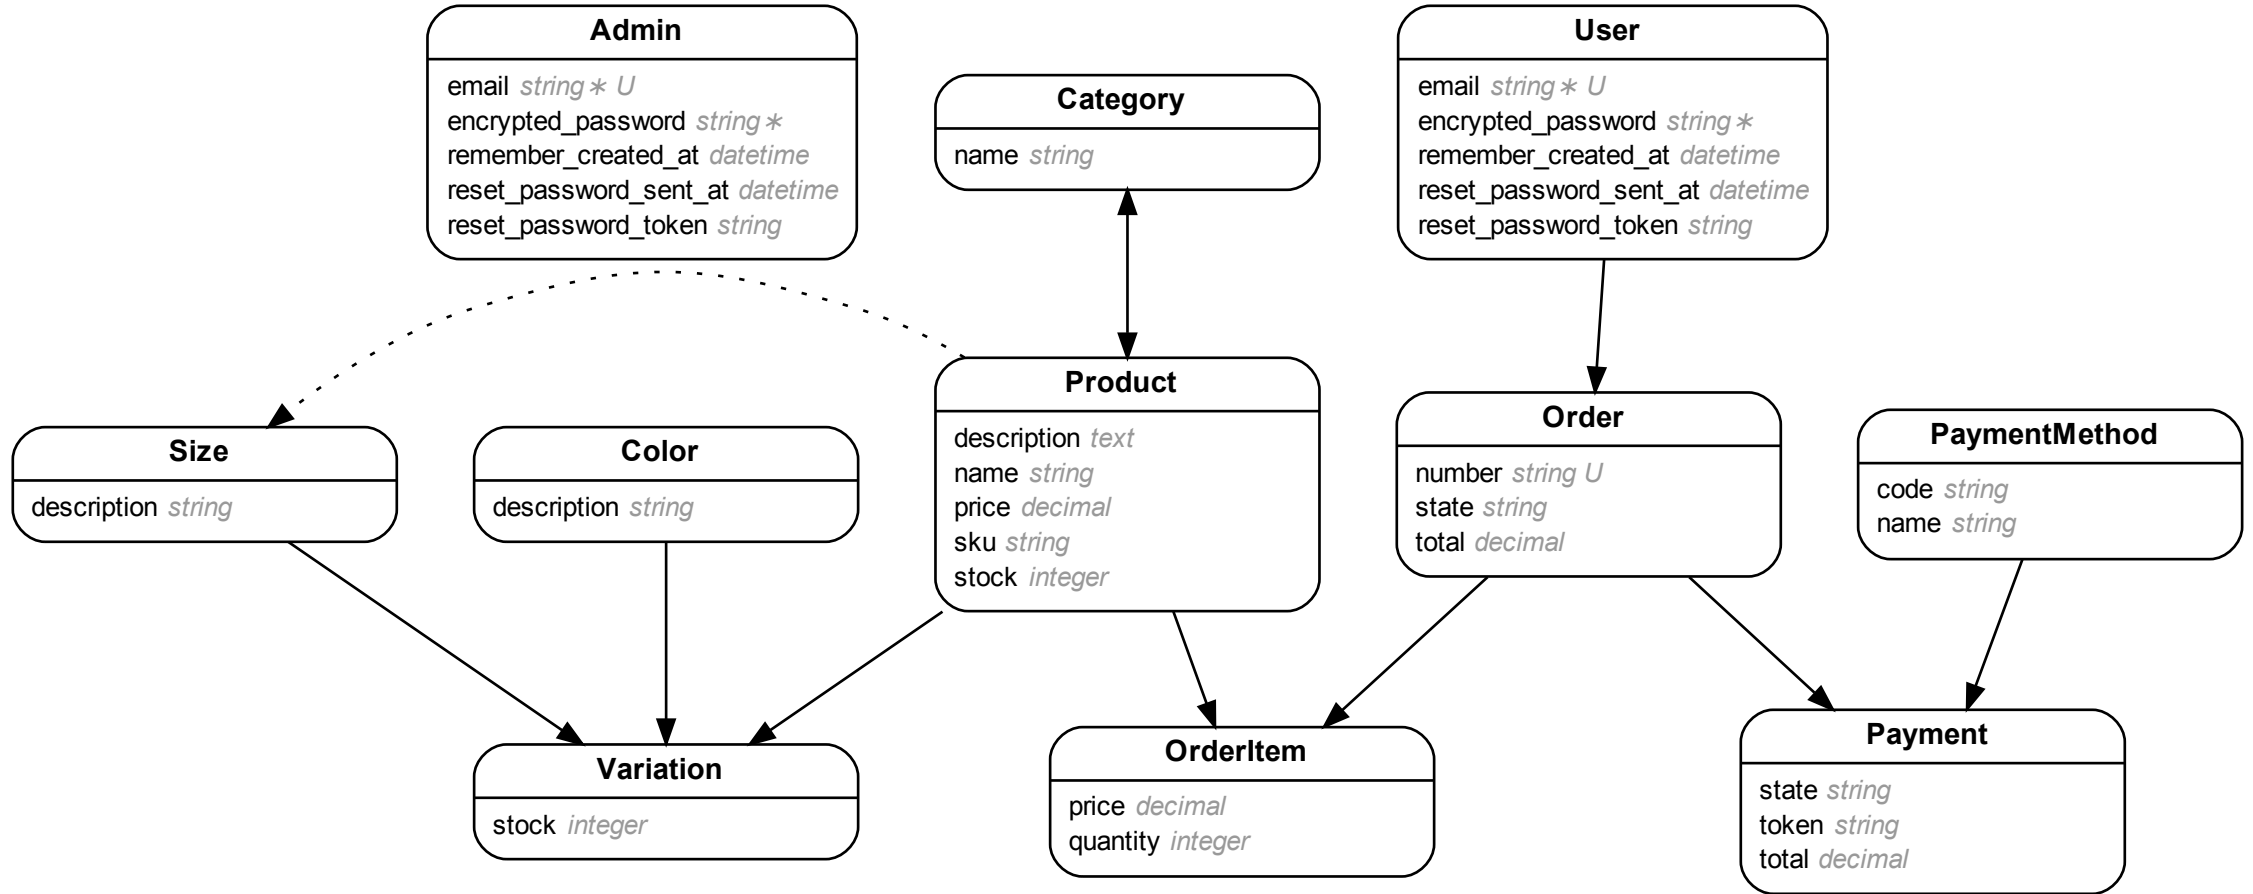 Admin
email string∗ U
encrypted_password string∗
remember_created_at datetime
reset_password_sent_at datetime
reset_password_token string
Category
name string
User
email string∗ U
encrypted_password string∗
remember_created_at datetime
reset_password_sent_at datetime
reset_password_token string
Size
description string
Color
description string
Product
description text
name string
price decimal
sku string
stock integer
Order
number string U
state string
total decimal
PaymentMethod
code string
name string
Variation
stock integer
OrderItem
price decimal
quantity integer
Payment
state string
token string
total decimal